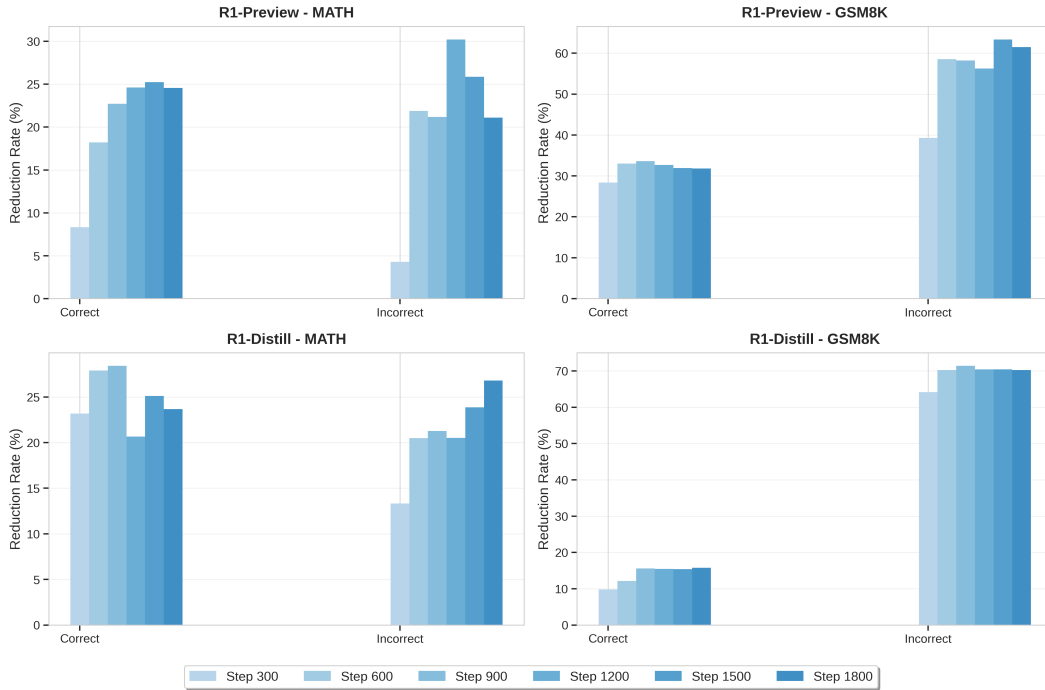 R1-Preview - MATH
Reduction Rate (%)
30
25
20
15
10
5
0
Correct
Incorrect
R1-Preview - GSM8K
Reduction Rate (%)
60
50
40
30
20
10
0
Correct
Incorrect
R1-Distill - MATH
Reduction Rate (%)
25
20
15
10
5
0
Correct
Incorrect
R1-Distill - GSM8K
Reduction Rate (%)
70
60
50
40
30
20
10
0
Correct
Incorrect
Step 300 Step 600 Step 900 Step 1200 Step 1500 Step 1800